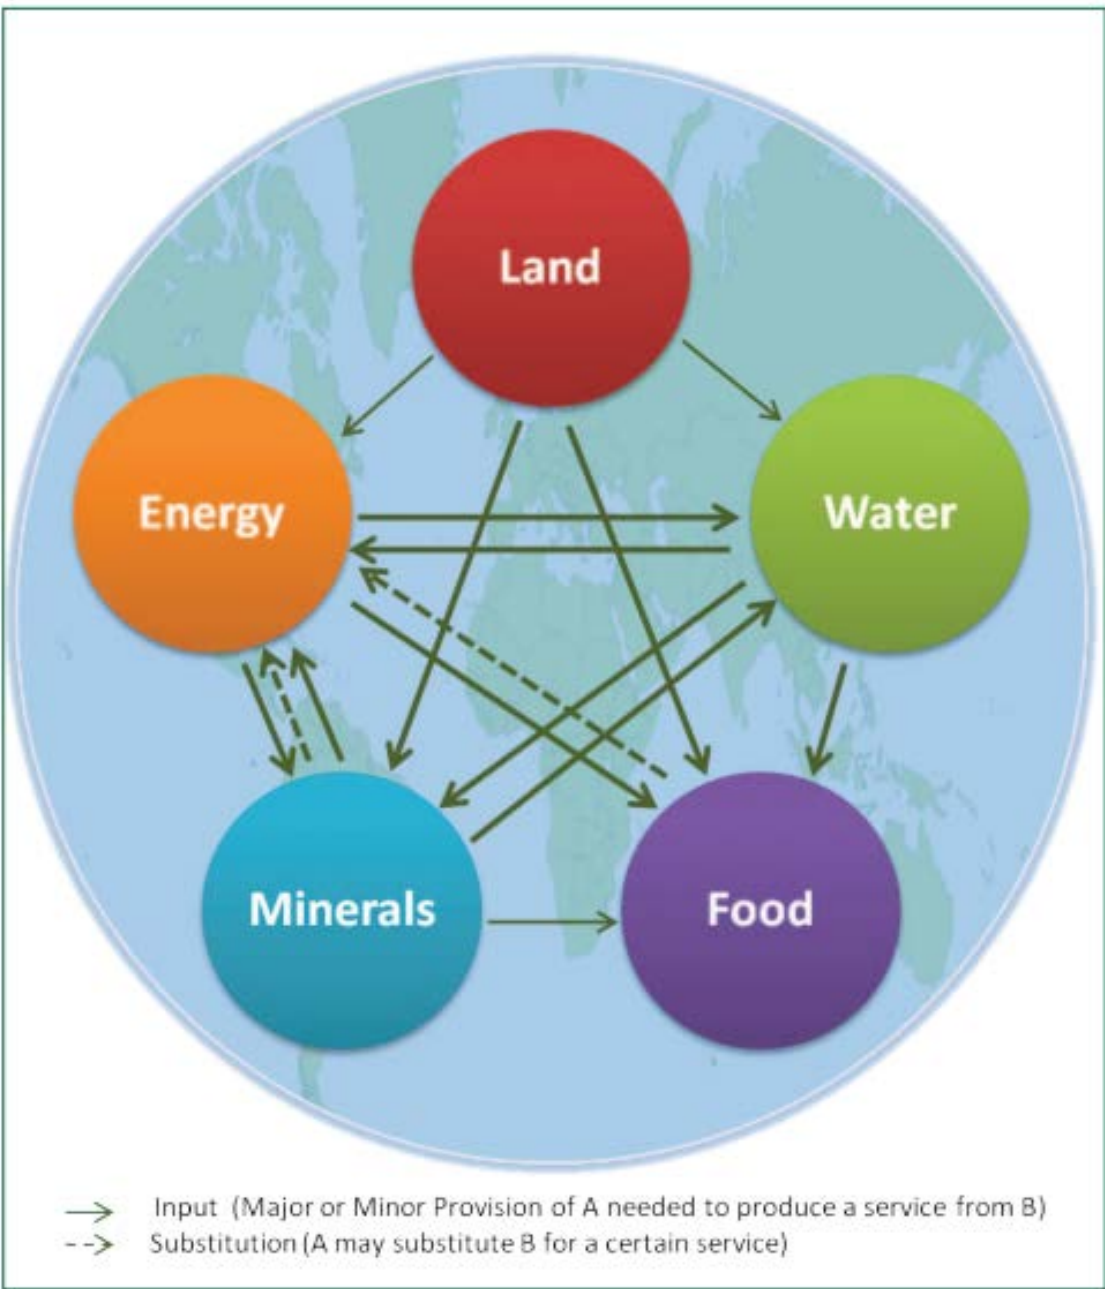 Land
Energy
Water
Minerals
Food
Input (Major or Minor Provision of A needed to produce a service from B)
Substitution (A may substitute B for a certain service)